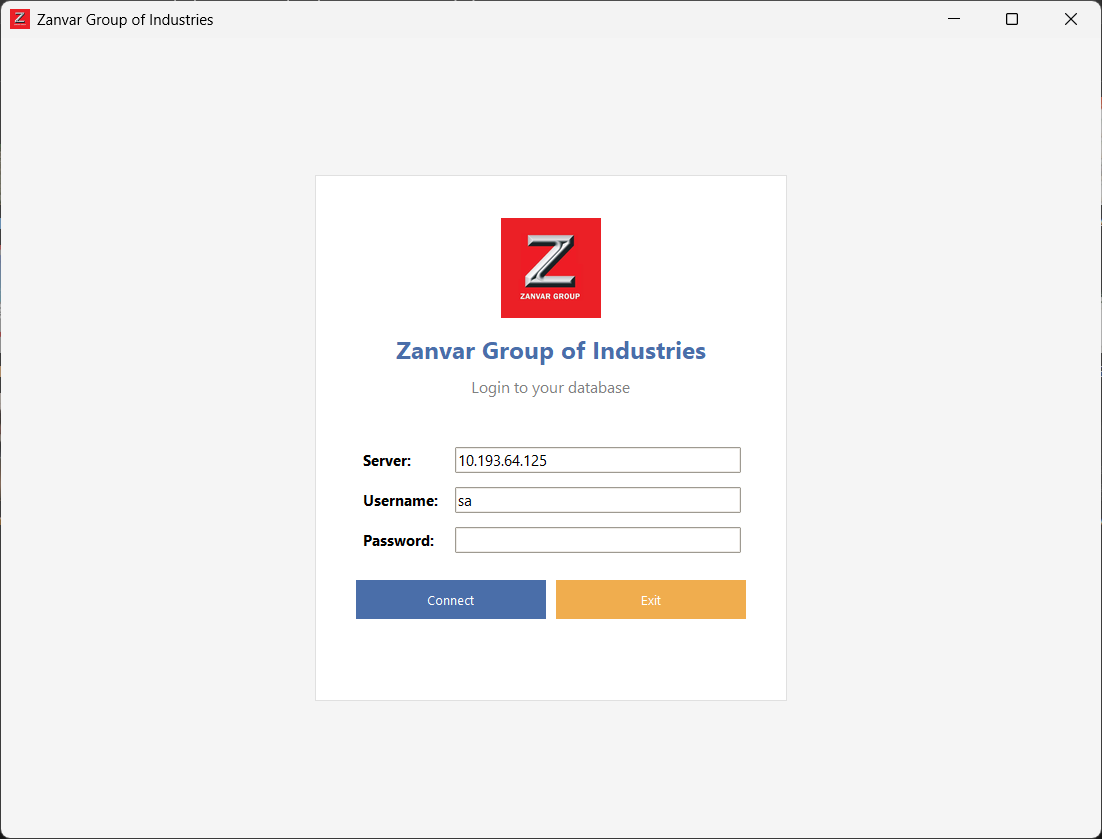 Zanvar Group of Industries
Z
ZANVAR GROUP
Zanvar Group of Industries
Login to your database
Server: 10.193.64.125
Username: sa
Password:
Connect Exit